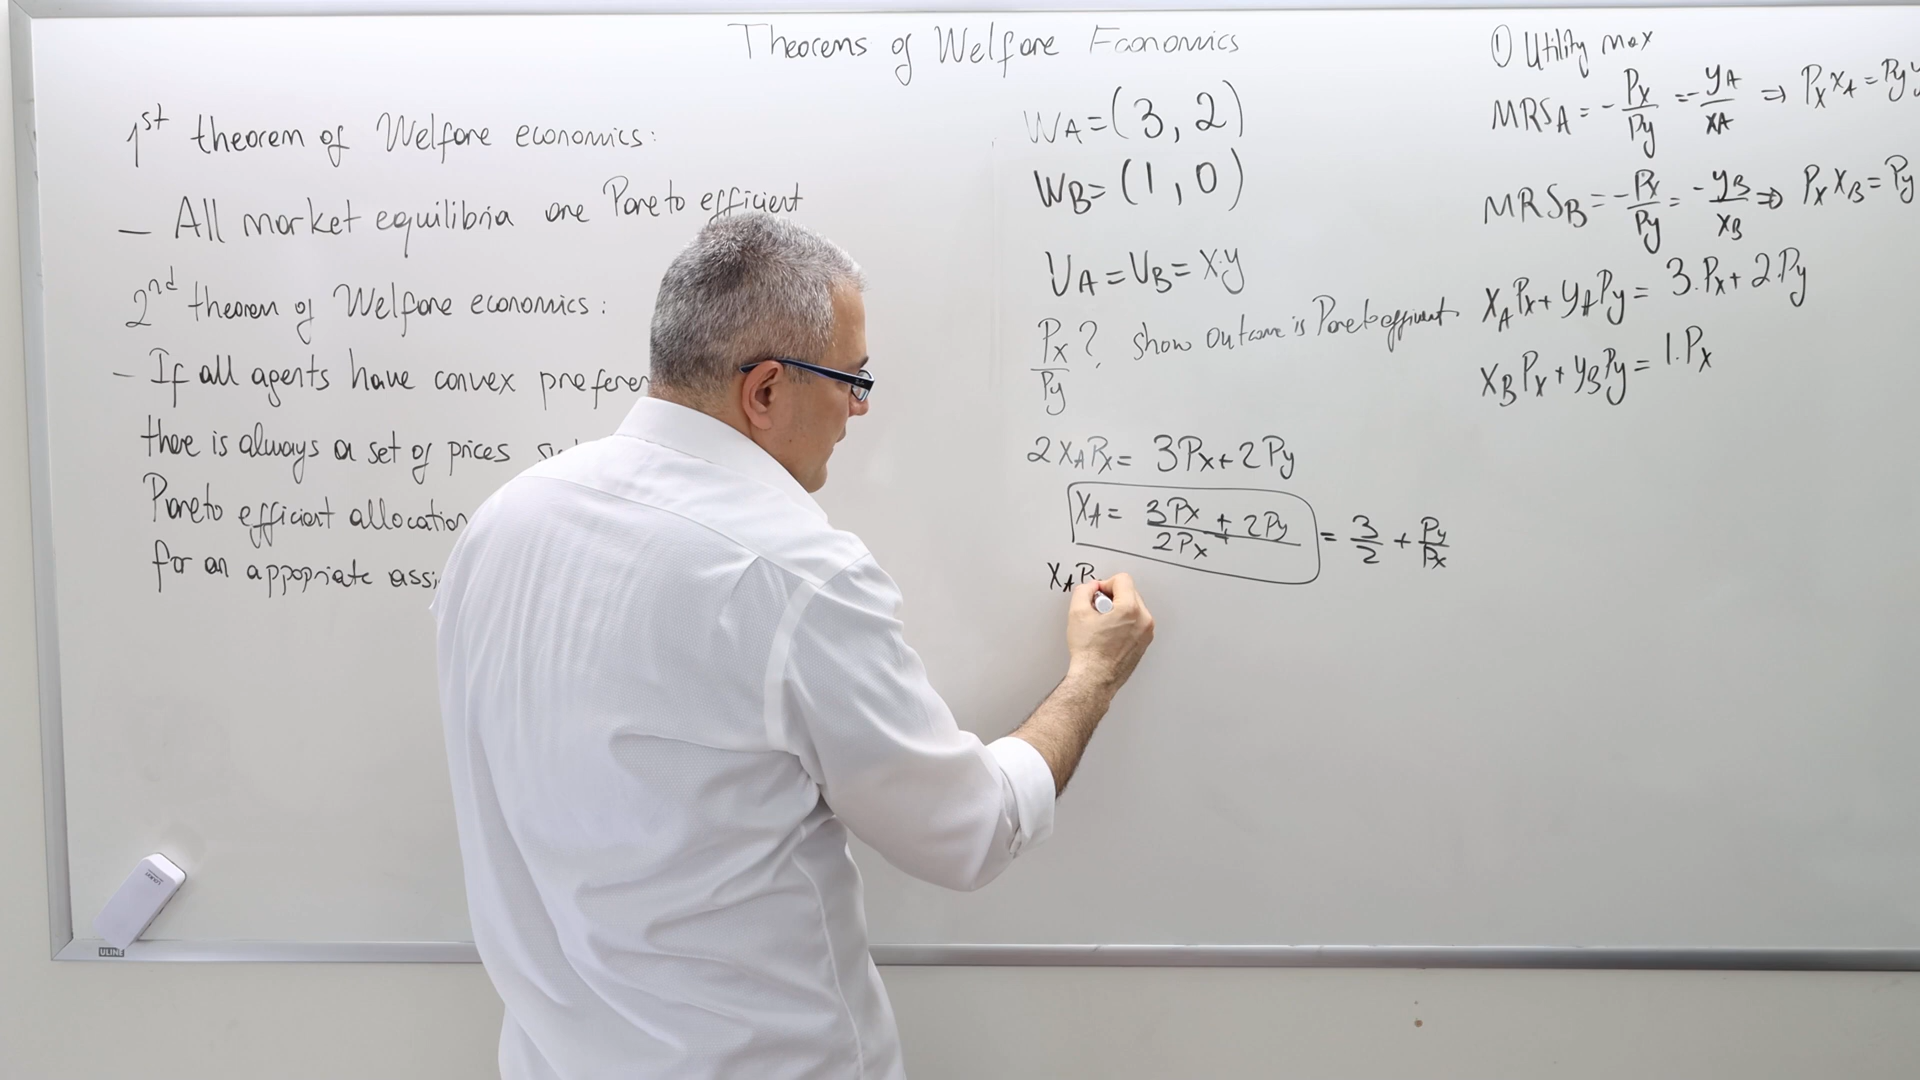 Theorems of Welfare Economics
1st theorem of Welfare economics:
- All market equilibria are Pareto efficient
2nd theorem of Welfare economics:
- If all agents have convex
there is always a set of prices
Pareto efficient allocation
for an appopriate
WA=(3,2)
WB=(1,0)
UA=UB=x.y
Px/Py? show outcome is Pareto efficient
2xAPx= 3Px+2Py
xA= (3Px+2Py)/(2Px) = 3/2 + Py/Px
xAP
① Utility max
MRSA=-Px/Py=-yA/xA ⇒ PxxA=Pyy
MRSB=-Px/Py=-yB/xB⇒ PxxB=Py
xAPx+yAPy= 3.Px+2.Py
xBPx+yBPy= 1.Px
ULINE